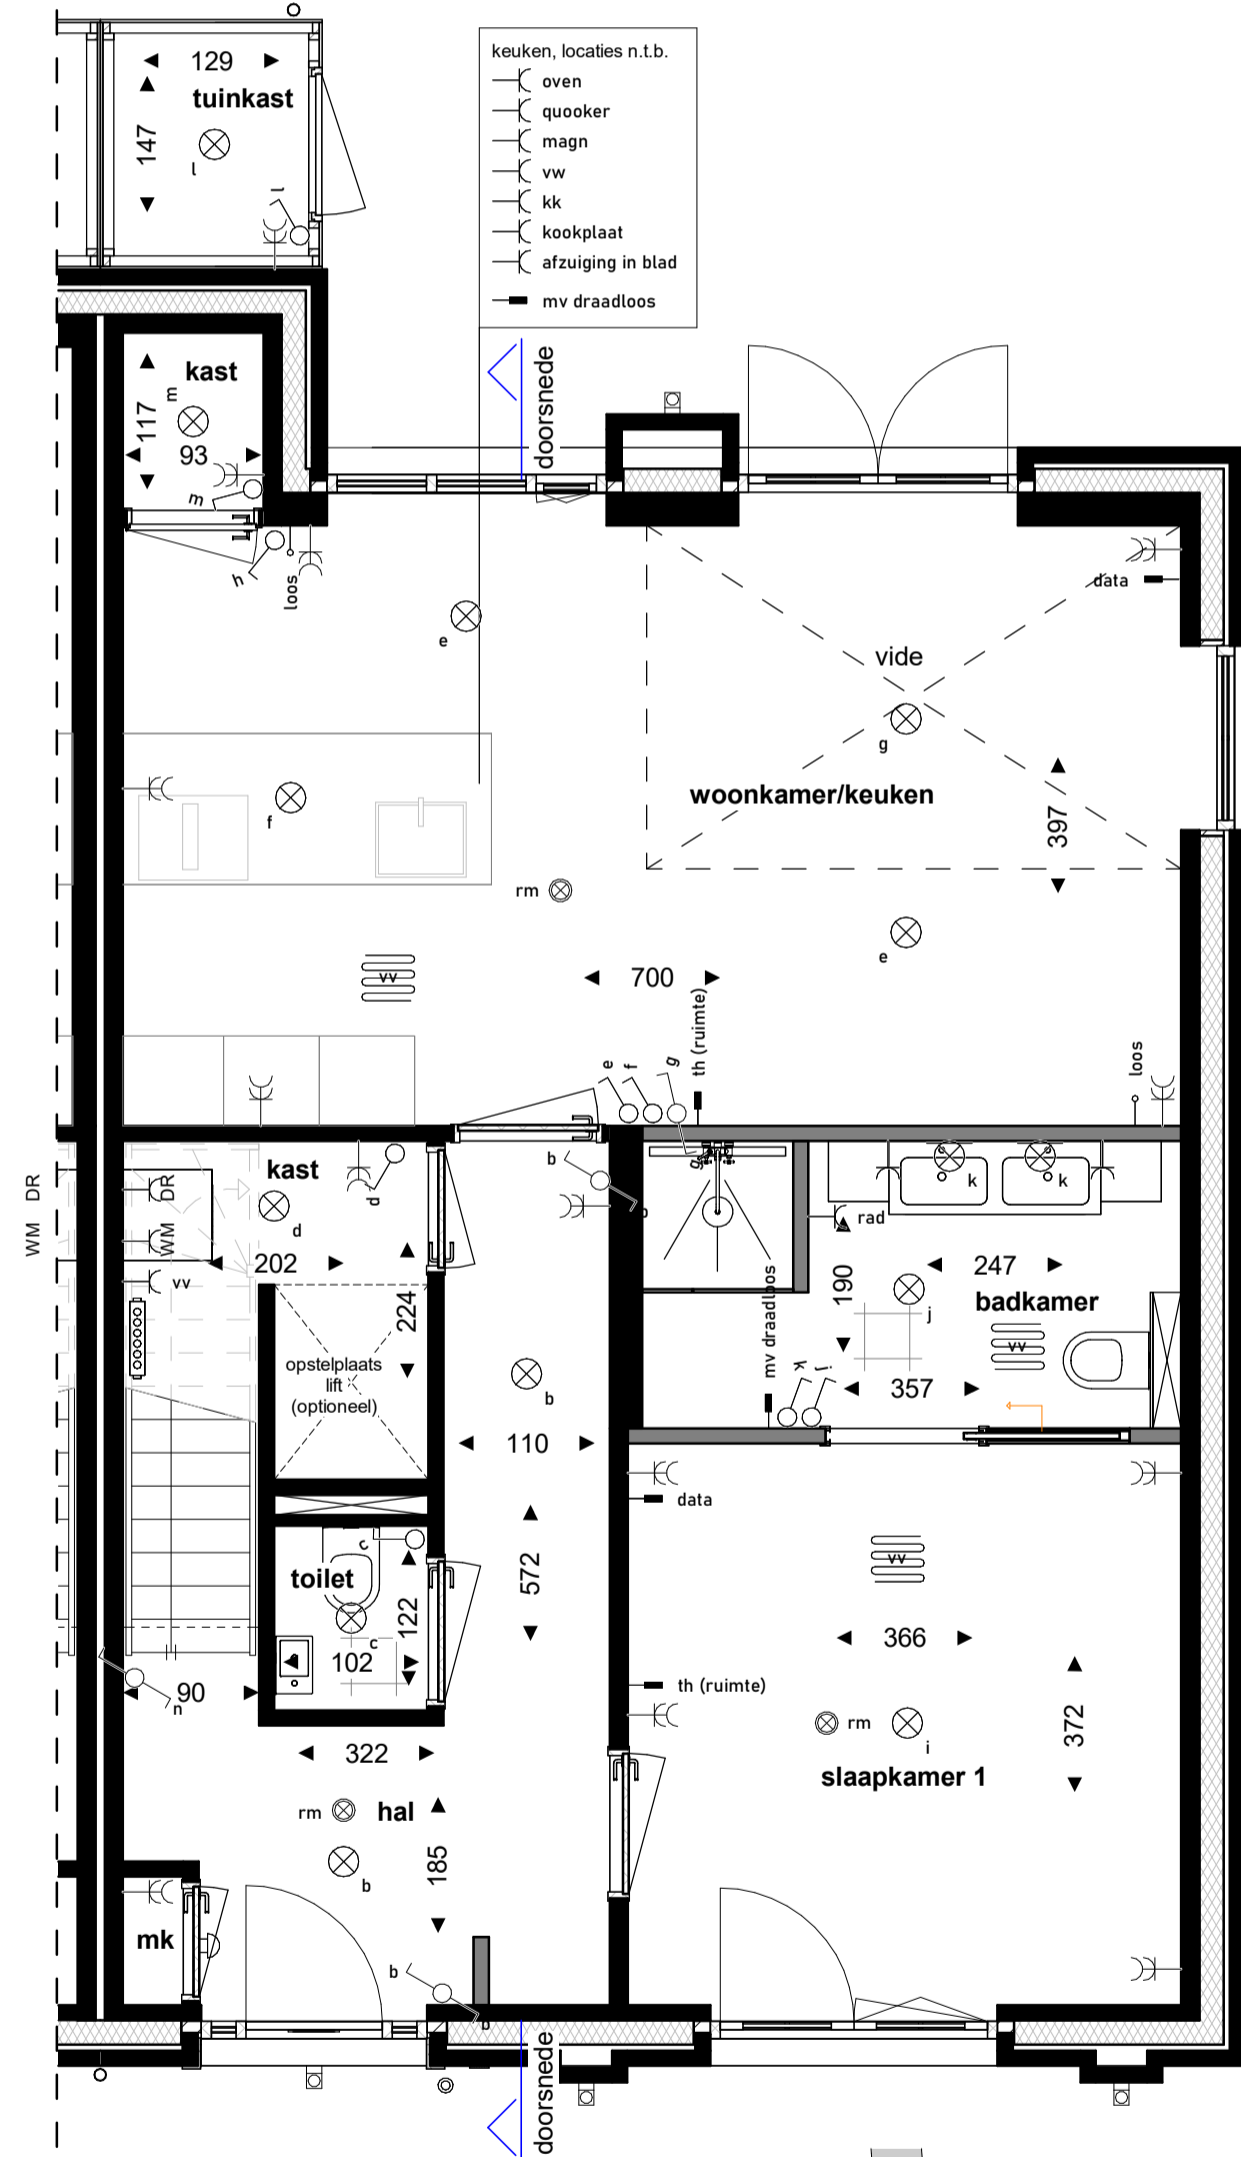 129
tuinkast
147
l
l
keuken, locaties n.t.b.
oven
quooker
magn
vw
kk
kookplaat
afzuiging in blad
mv draadloos
doorsnede
kast
m
117
93
m
h
loos
e
data
vide
g
woonkamer/keuken
397
f
rm
e
vv
700
th (ruimte)
e
f
g
loos
kast
d
d
b
b
g
k
k
WM DR
WM DR
vv
202
224
rad
190
247
badkamer
j
vv
mv draadloos
k
j
357
opstelplaats
lift
(optioneel)
b
110
data
572
vv
toilet
c
122
c
102
366
th (ruimte)
90
n
372
rm
i
slaapkamer 1
322
rm
hal
b
185
mk
b
b
doorsnede